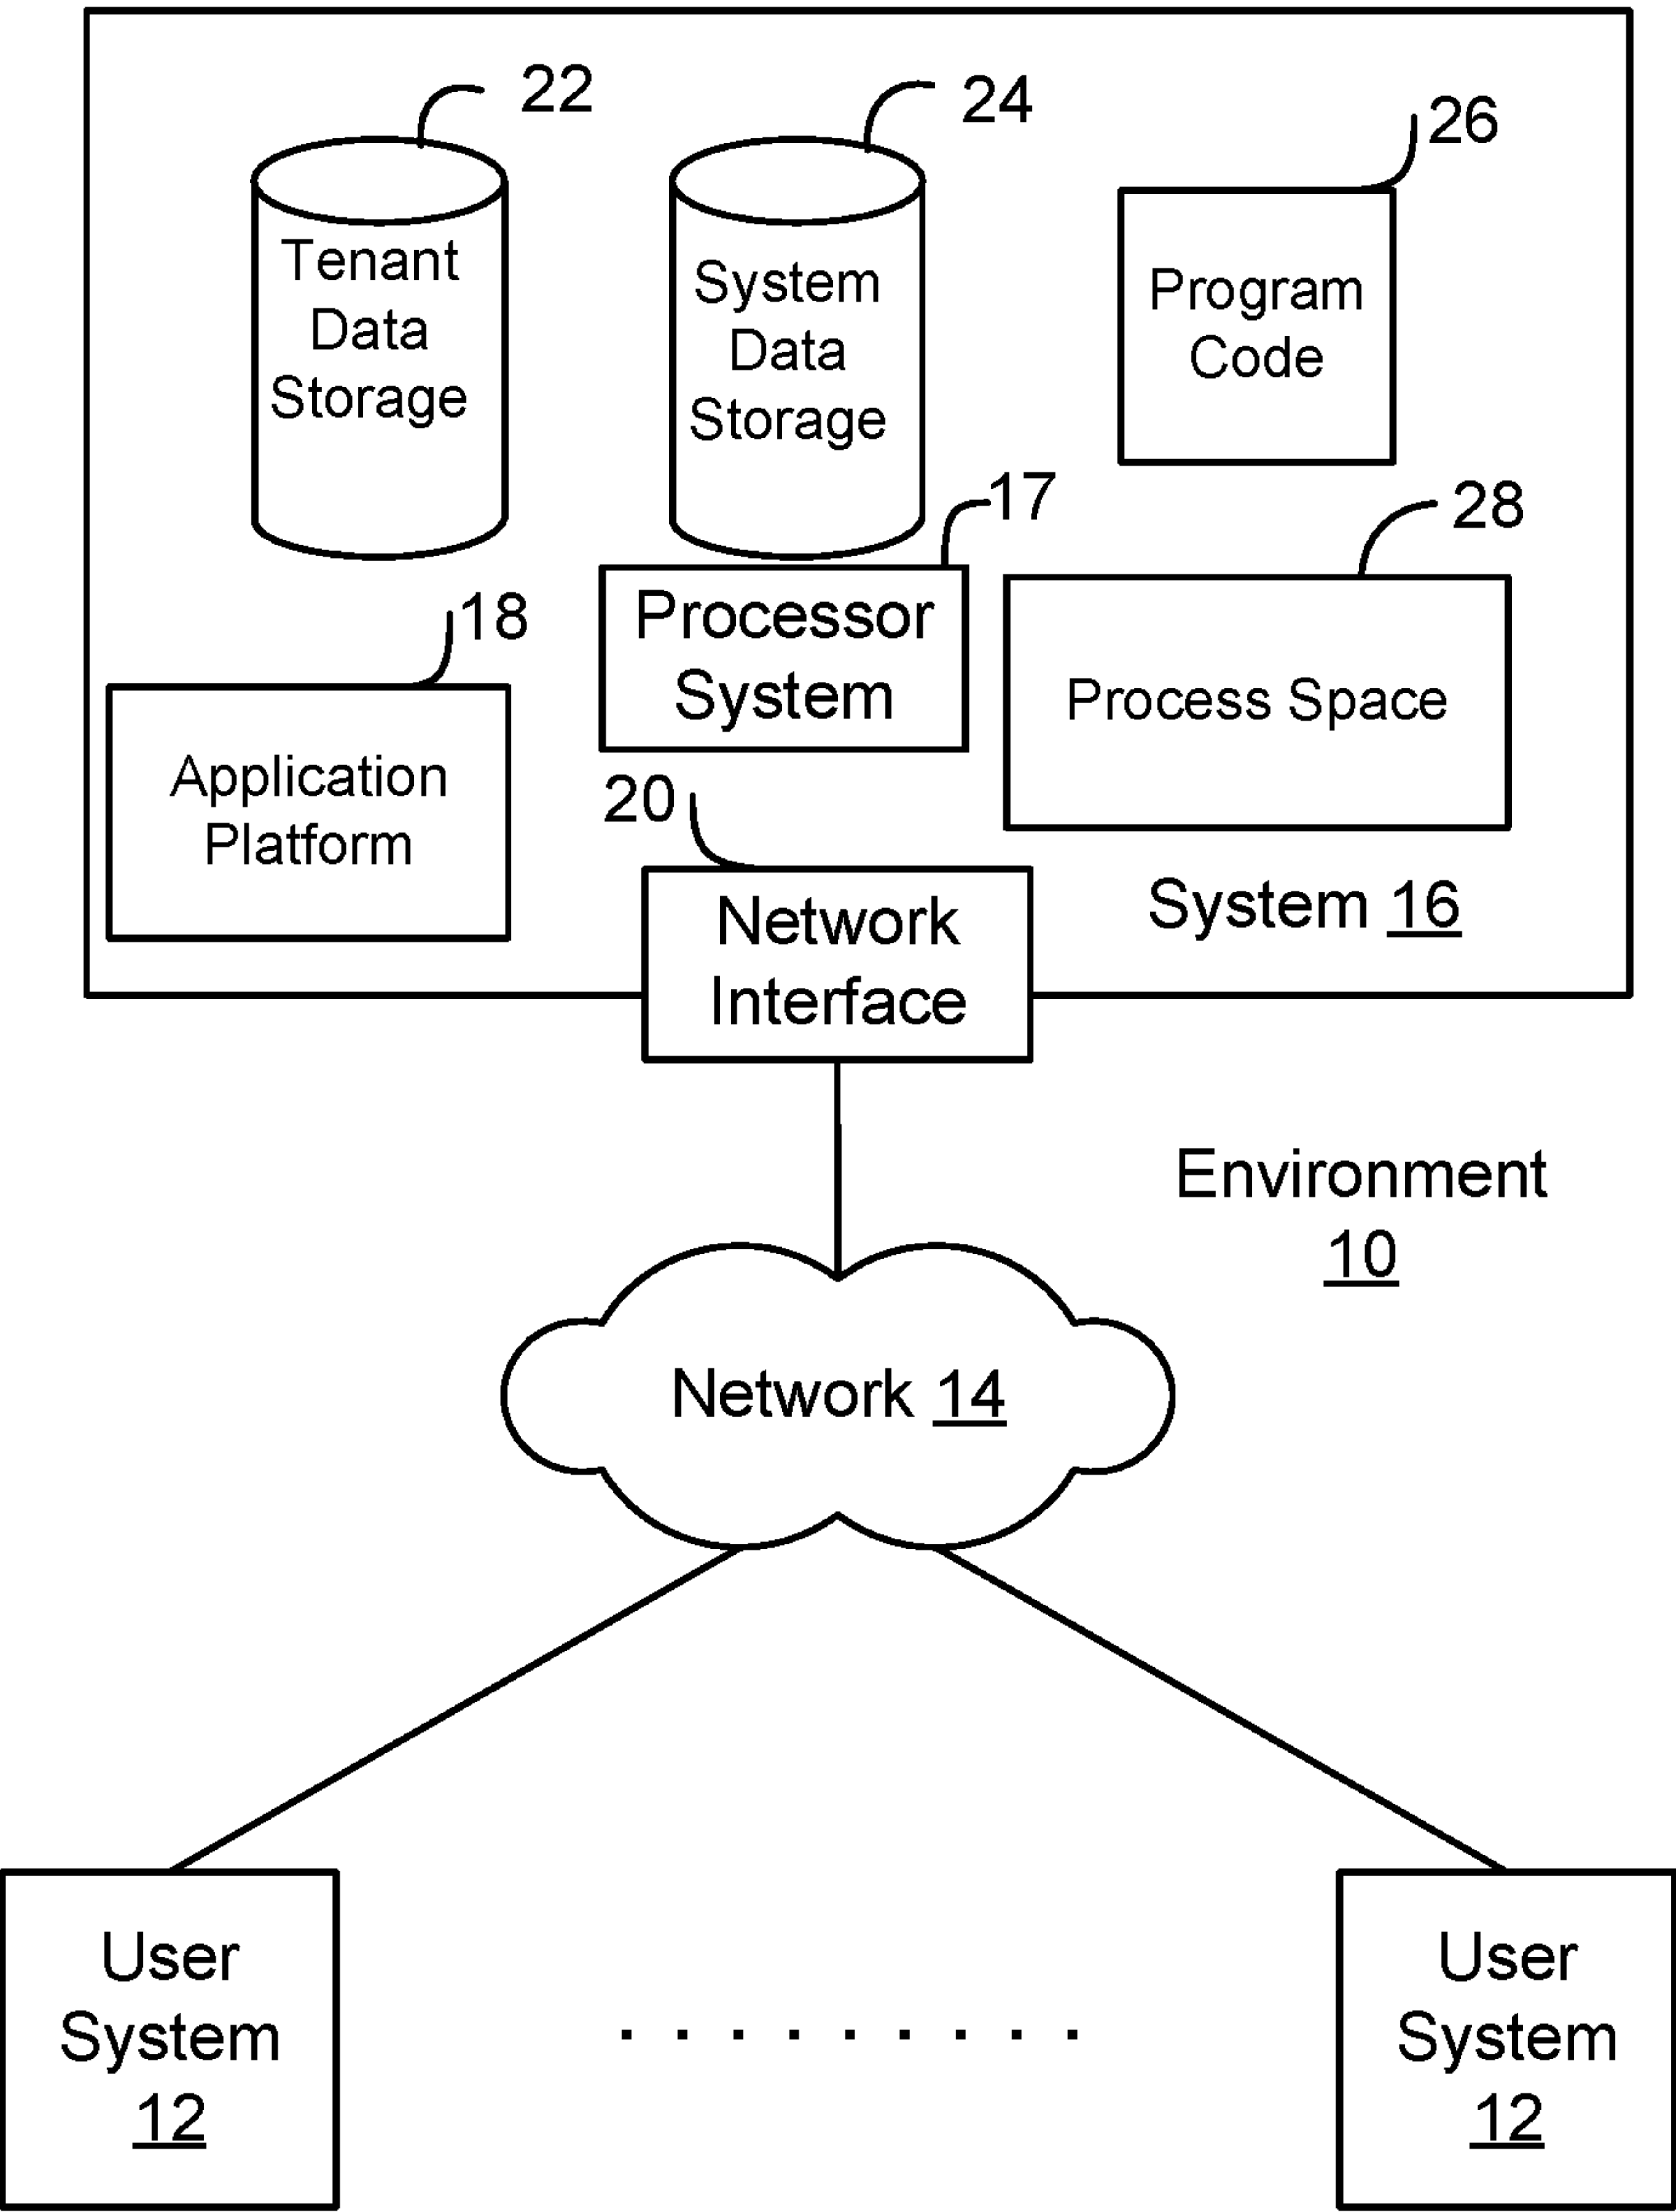 22
24
26
Tenant
Data
Storage
System
Data
Storage
Program
Code
17
28
18
Processor
System
Process Space
Application
Platform
20
Network
Interface
System 16
Environment
10
Network 14
User
System
12
User
System
12